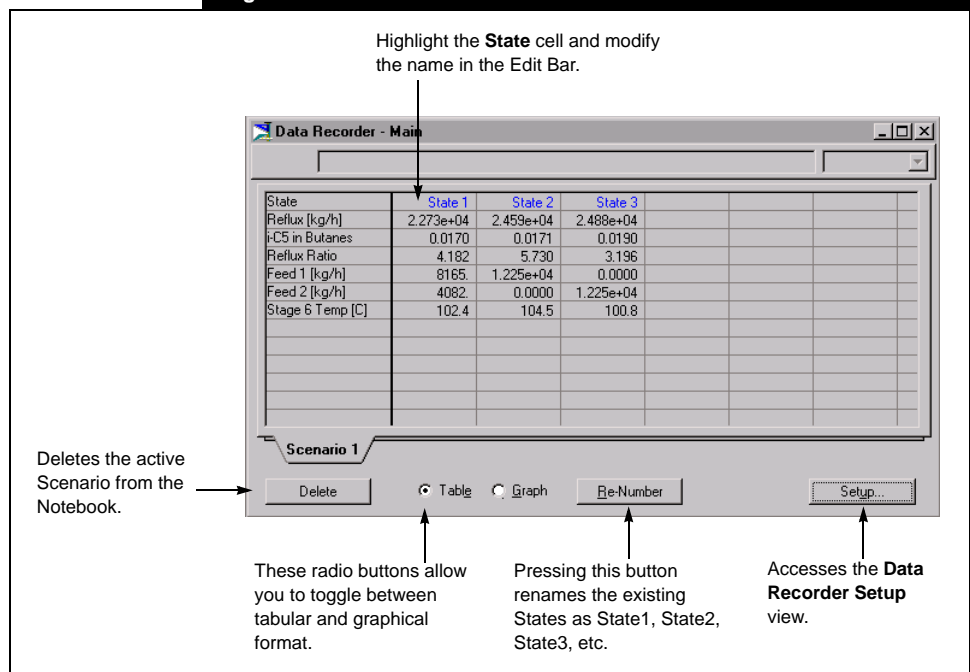 Highlight the State cell and modify
the name in the Edit Bar.
Data Recorder - Main
State State 1 State 2 State 3
Reflux [kg/h] 2.273e+04 2.459e+04 2.488e+04
i-C5 in Butanes 0.0170 0.0171 0.0190
Reflux Ratio 4.182 5.730 3.196
Feed 1 [kg/h] 8165. 1.225e+04 0.0000
Feed 2 [kg/h] 4082. 0.0000 1.225e+04
Stage 6 Temp [C] 102.4 104.5 100.8
Scenario 1
Deletes the active
Scenario from the
Notebook.
Delete Table Graph Re-Number Setup...
These radio buttons allow
you to toggle between
tabular and graphical
format.
Pressing this button
renames the existing
States as State1, State2,
State3, etc.
Accesses the Data
Recorder Setup
view.